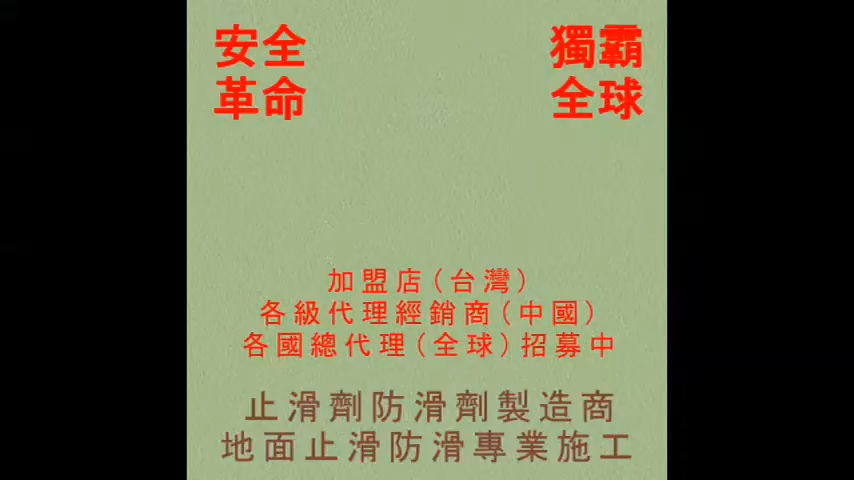 安全
革命
獨霸
全球
加盟店(台灣)
各級代理經銷商(中國)
各國總代理(全球)招募中
止滑劑防滑劑製造商
地面止滑防滑專業施工